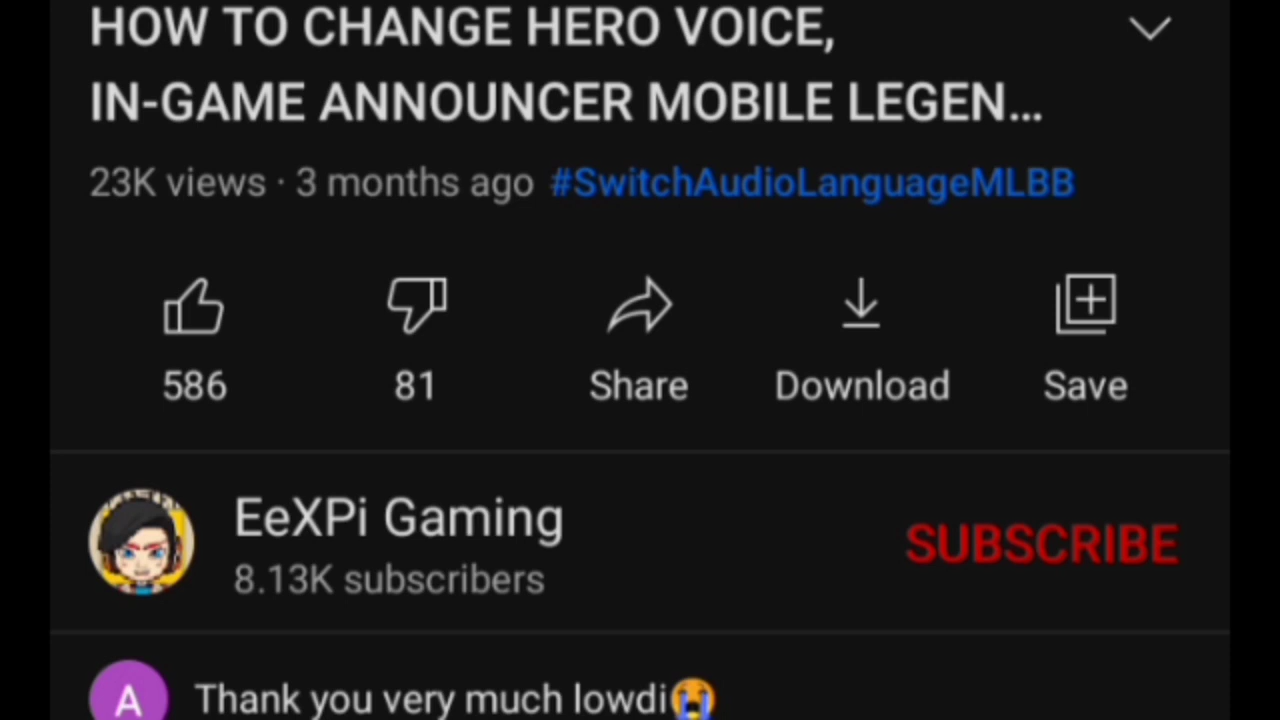 HOW TO CHANGE HERO VOICE,
IN-GAME ANNOUNCER MOBILE LEGEN...
23K views · 3 months ago #SwitchAudioLanguageMLBB
586 81 Share Download Save
EeXPi Gaming
SUBSCRIBE
8.13K subscribers
A Thank you very much lowdi😭